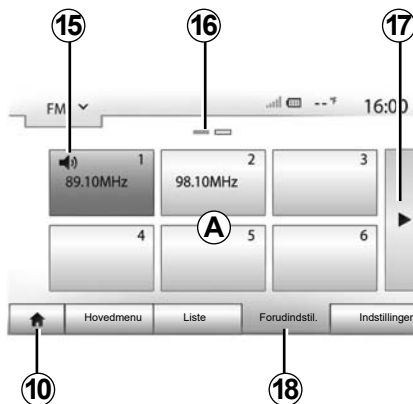 15 16 17
FM --°F 16:00
1 2 3
89.10MHz 98.10MHz
A
4 5 6
Hovedmenu Liste Forudindstil. Indstillinger
10 18